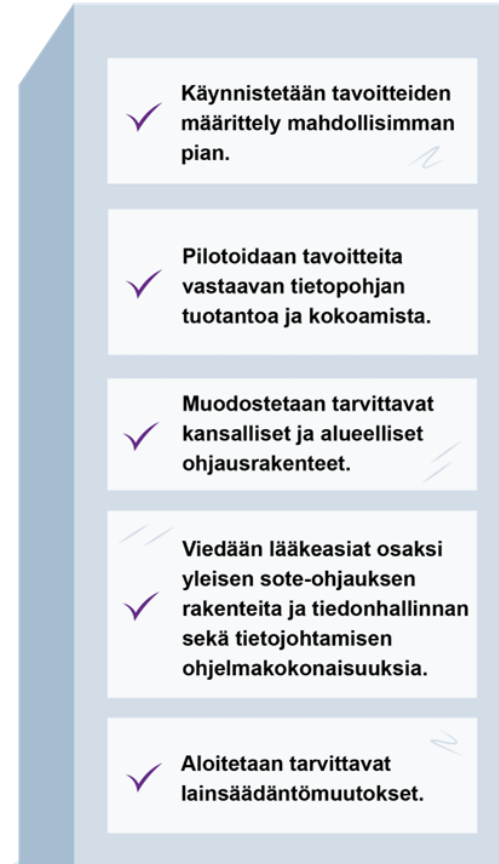 Käynnistetään tavoitteiden
määrittely mahdollisimman
pian.
Pilotoidaan tavoitteita
vastaavan tietopohjan
tuotantoa ja kokoamista.
Muodostetaan tarvittavat
kansalliset ja alueelliset
ohjausrakenteet.
Viedään lääkeasiat osaksi
yleisen sote-ohjauksen
rakenteita ja tiedonhallinnan
sekä tietojohtamisen
ohjelmakokonaisuuksia.
Aloitetaan tarvittavat
lainsäädäntömuutokset.